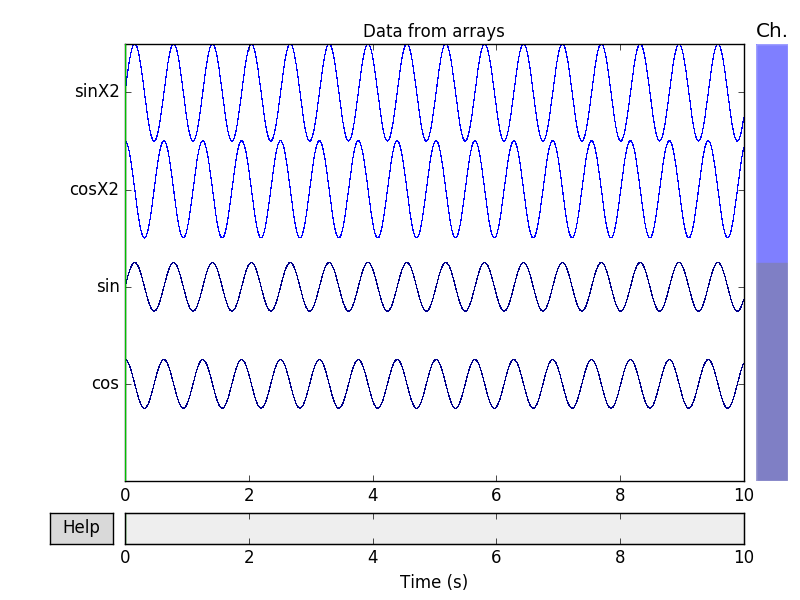 Data from arrays
Ch.
sinX2
cosX2
sin
cos
0 2 4 6 8 10
Help
0 2 4 6 8 10
Time (s)